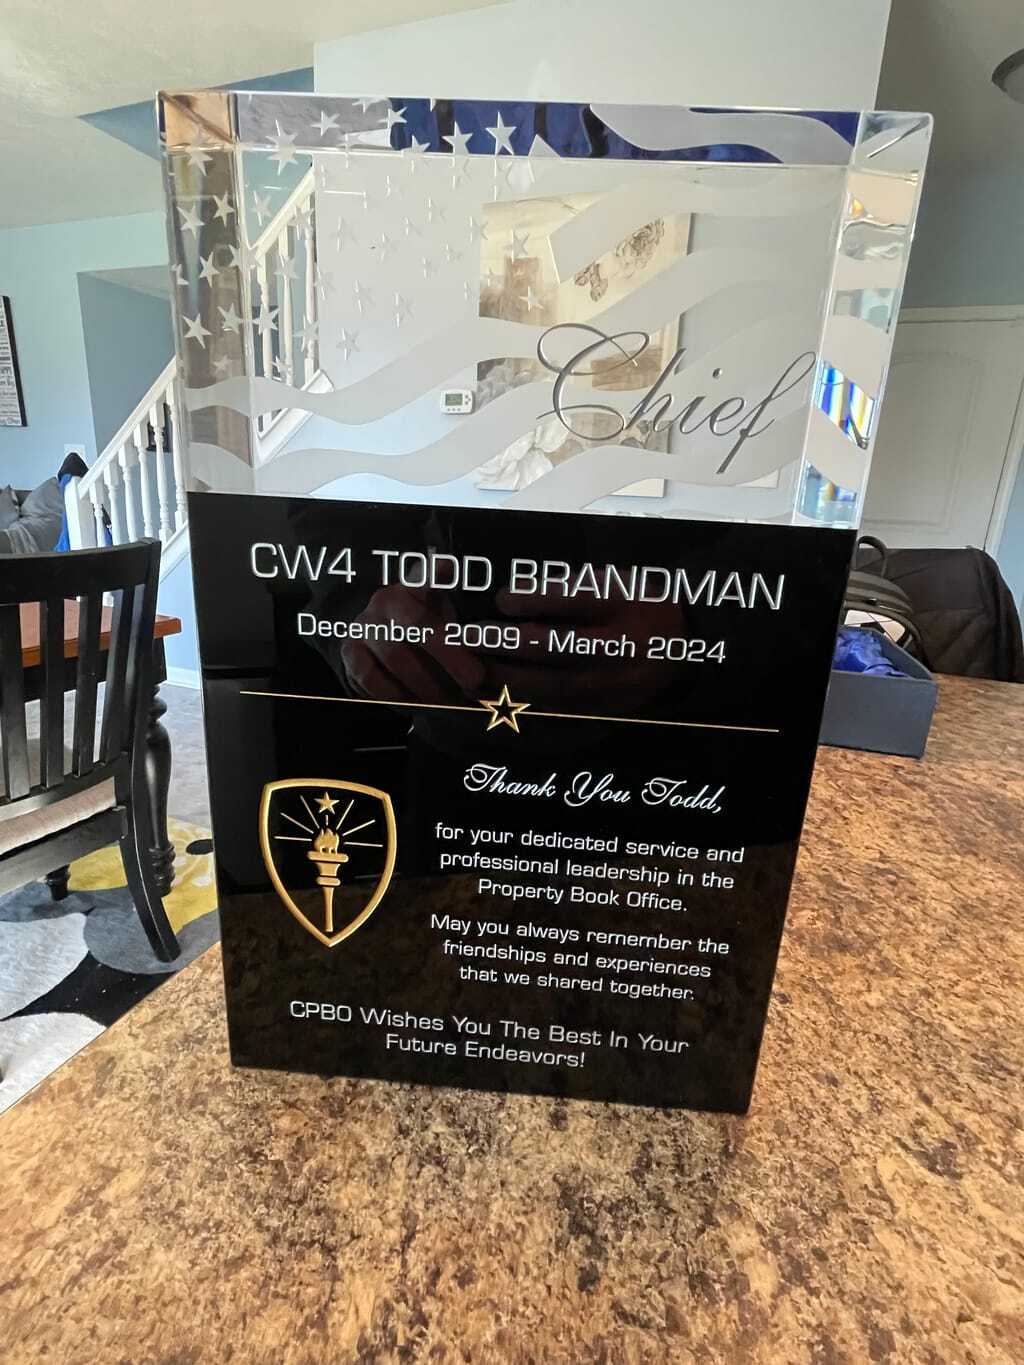 Chief
CW4 TODD BRANDMAN
December 2009 - March 2024
Thank You Todd,
for your dedicated service and
professional leadership in the
Property Book Office.
May you always remember the
friendships and experiences
that we shared together.
CPBO Wishes You The Best In Your
Future Endeavors!